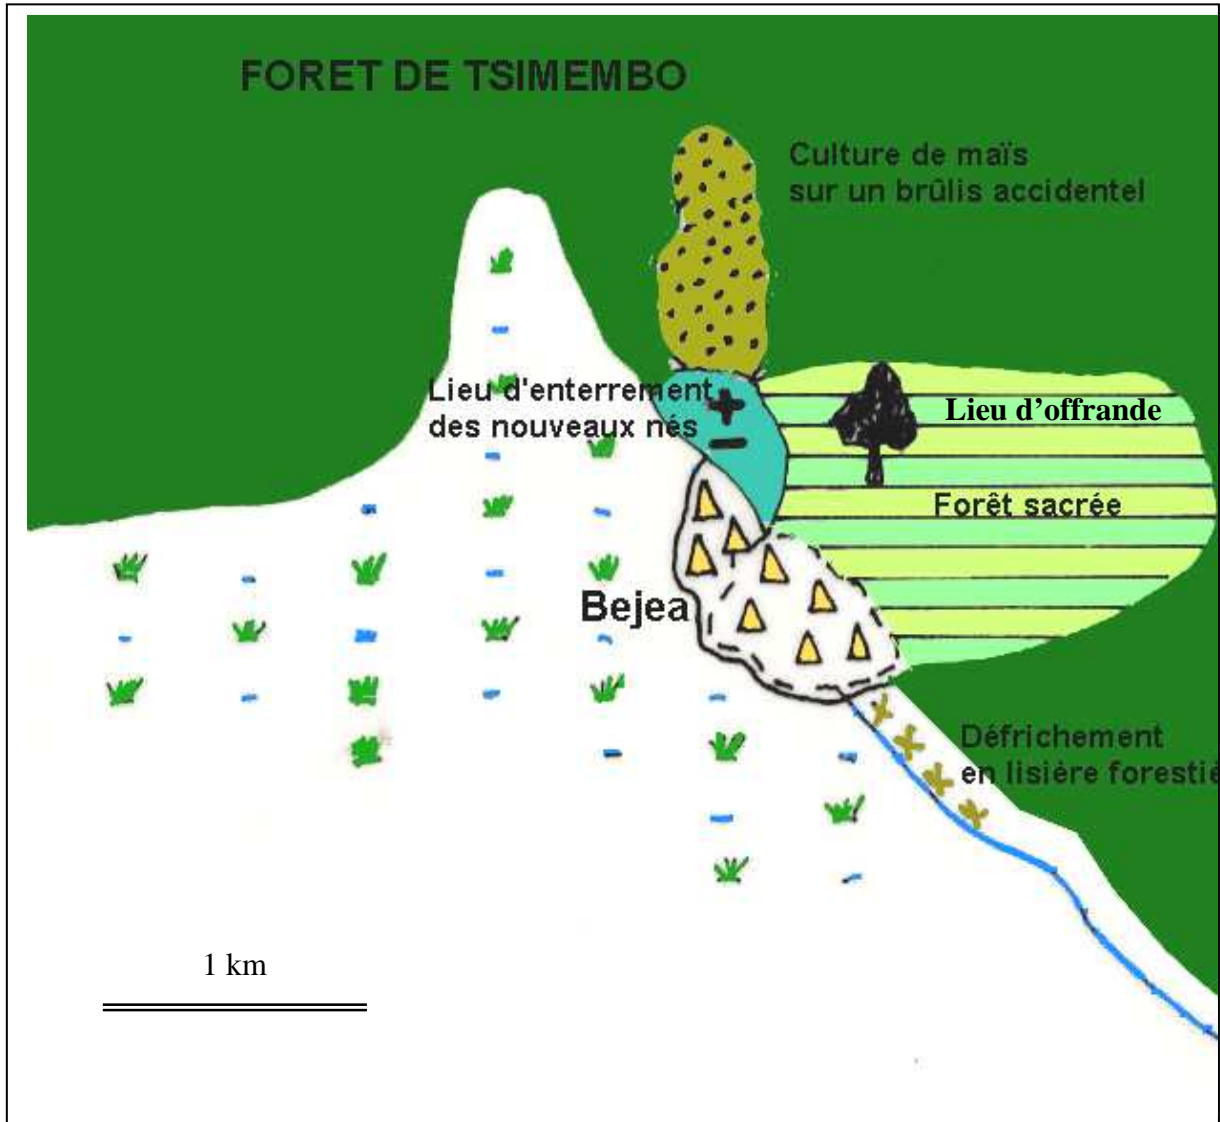 FORET DE TSIMEMBO
Culture de maïs
sur un brûlis accidentel
Lieu d'enterrement
des nouveaux nés
Lieu d’offrande
Forêt sacrée
Bejea
Défrichement
en lisière forestiè
1 km